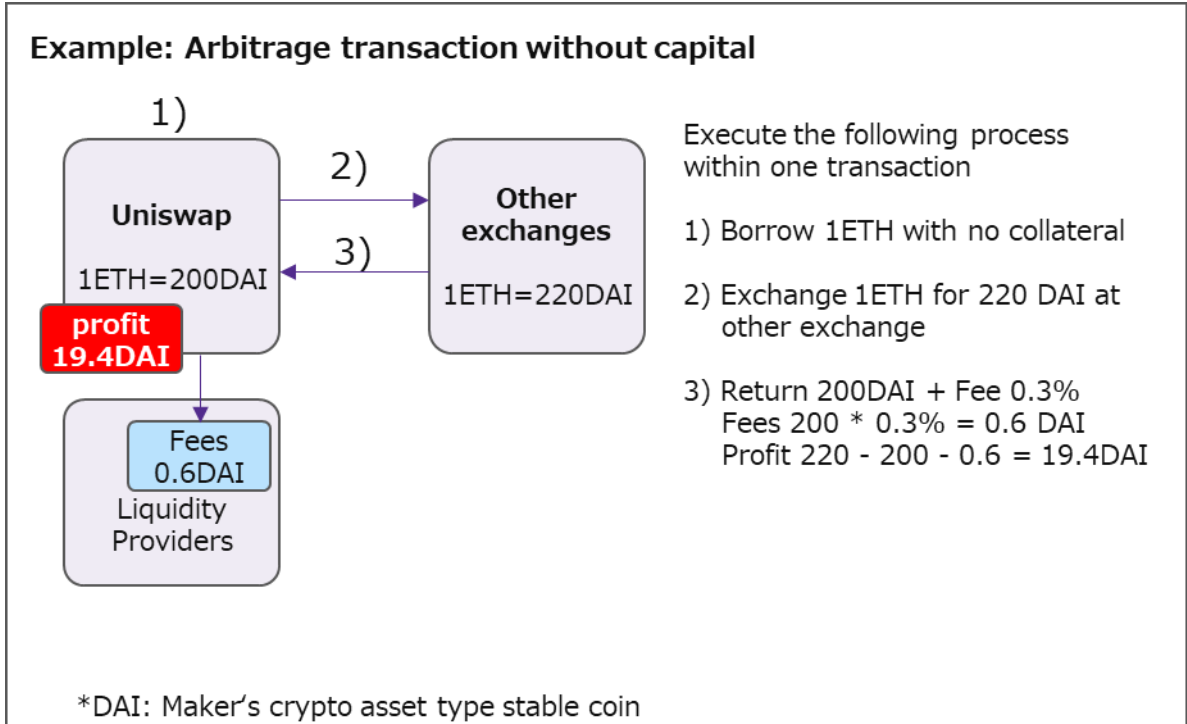 Example: Arbitrage transaction without capital
1)
Uniswap
1ETH=200DAI
profit
19.4DAI
2)
3)
Other
exchanges
1ETH=220DAI
Fees
0.6DAI
Liquidity
Providers
Execute the following process
within one transaction
1) Borrow 1ETH with no collateral
2) Exchange 1ETH for 220 DAI at
other exchange
3) Return 200DAI + Fee 0.3%
Fees 200 * 0.3% = 0.6 DAI
Profit 220 - 200 - 0.6 = 19.4DAI
*DAI: Maker‘s crypto asset type stable coin